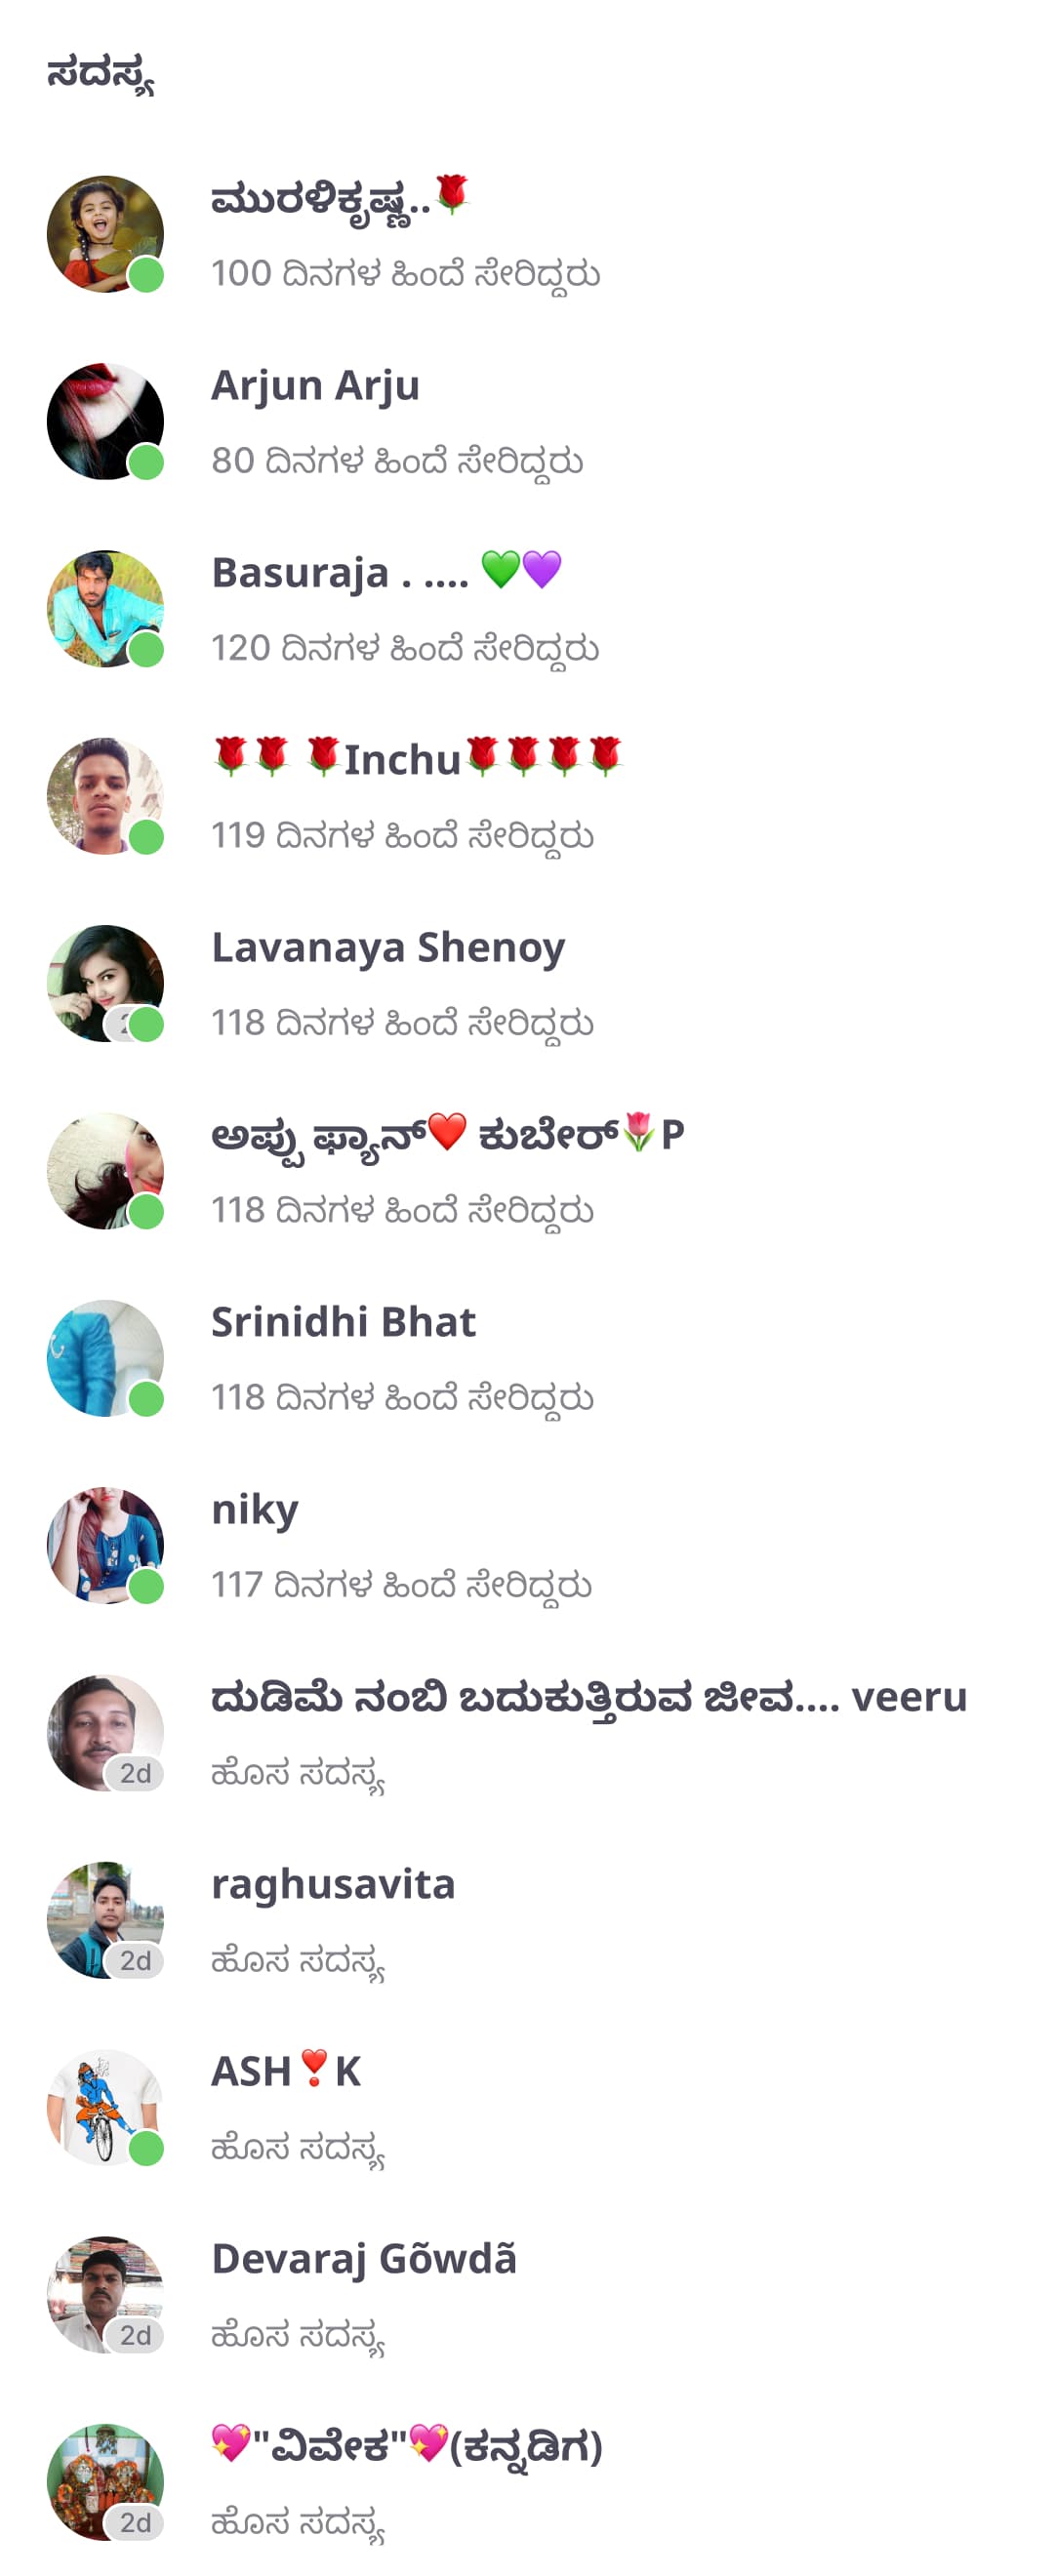 ಸದಸ್ಯ
ಮುರಳಿಕೃಷ್ಣ..🌹
100 ದಿನಗಳ ಹಿಂದೆ ಸೇರಿದ್ದರು
Arjun Arju
80 ದಿನಗಳ ಹಿಂದೆ ಸೇರಿದ್ದರು
Basuraja . .... 💚💜
120 ದಿನಗಳ ಹಿಂದೆ ಸೇರಿದ್ದರು
🌹🌹 🌹Inchu🌹🌹🌹🌹
119 ದಿನಗಳ ಹಿಂದೆ ಸೇರಿದ್ದರು
Lavanaya Shenoy
118 ದಿನಗಳ ಹಿಂದೆ ಸೇರಿದ್ದರು
ಅಪ್ಪು ಫ್ಯಾನ್❤️ ಕುಬೇರ್🌷P
118 ದಿನಗಳ ಹಿಂದೆ ಸೇರಿದ್ದರು
Srinidhi Bhat
118 ದಿನಗಳ ಹಿಂದೆ ಸೇರಿದ್ದರು
niky
117 ದಿನಗಳ ಹಿಂದೆ ಸೇರಿದ್ದರು
ದುಡಿಮೆ ನಂಬಿ ಬದುಕುತ್ತಿರುವ ಜೀವ.... veeru
2d
ಹೊಸ ಸದಸ್ಯ
raghusavita
2d
ಹೊಸ ಸದಸ್ಯ
ASH❣️K
ಹೊಸ ಸದಸ್ಯ
Devaraj Gõwdã
2d
ಹೊಸ ಸದಸ್ಯ
💖"ವಿವೇಕ"💖(ಕನ್ನಡಿಗ)
2d
ಹೊಸ ಸದಸ್ಯ